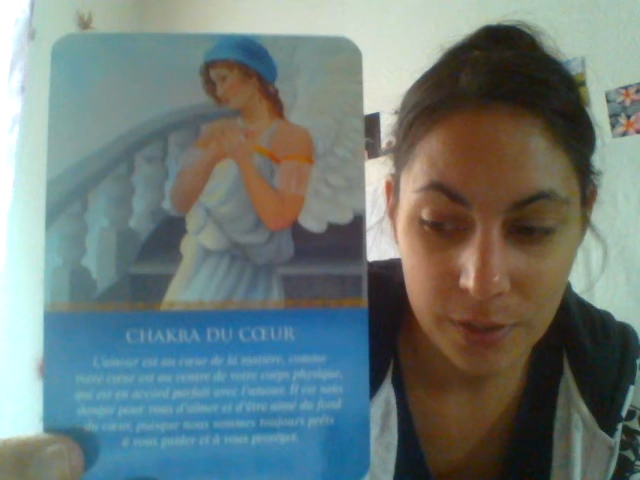 CHAKRA DU CŒUR
L'amour est au cœur de la matière, comme
votre cœur est au centre de votre corps physique,
qui est en accord parfait avec l'amour. Il est sans
danger pour vous d'aimer et d'être aimé du fond
du cœur, puisque nous sommes toujours prêts
à vous guider et à vous protéger.